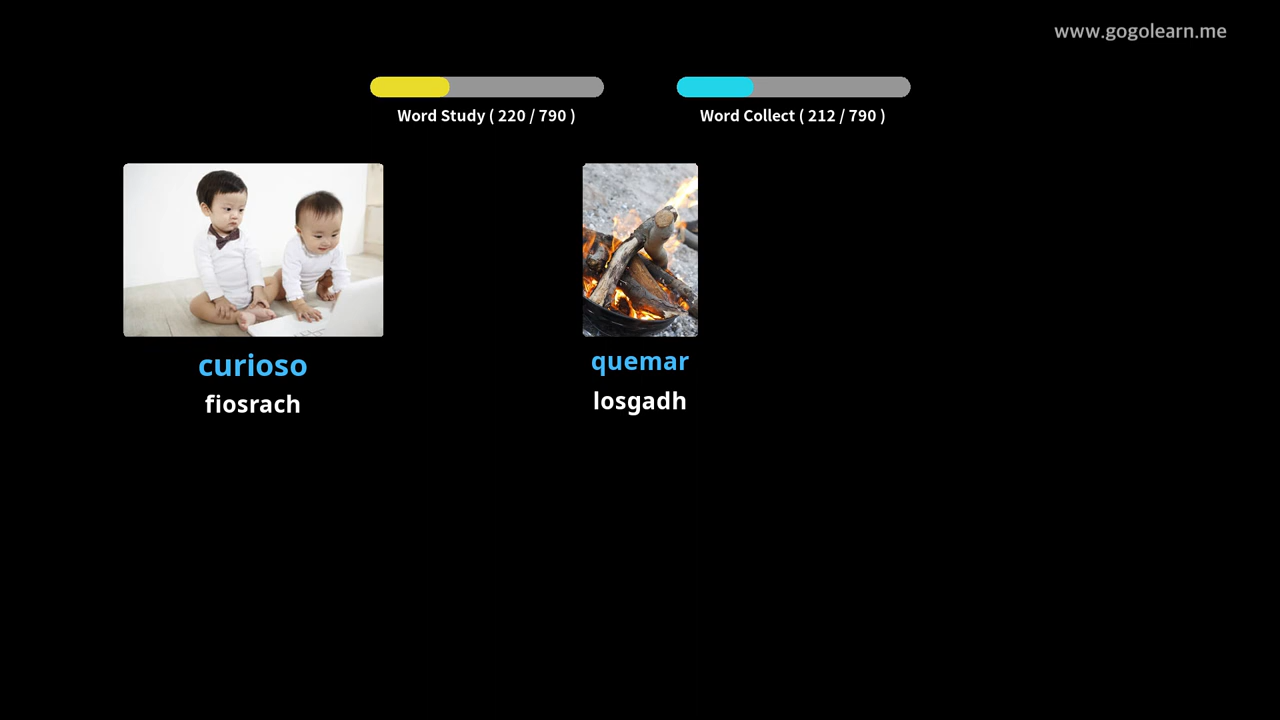 www.gogolearn.me
Word Study ( 220 / 790 )
Word Collect ( 212 / 790 )
curioso
fiosrach
quemar
losgadh